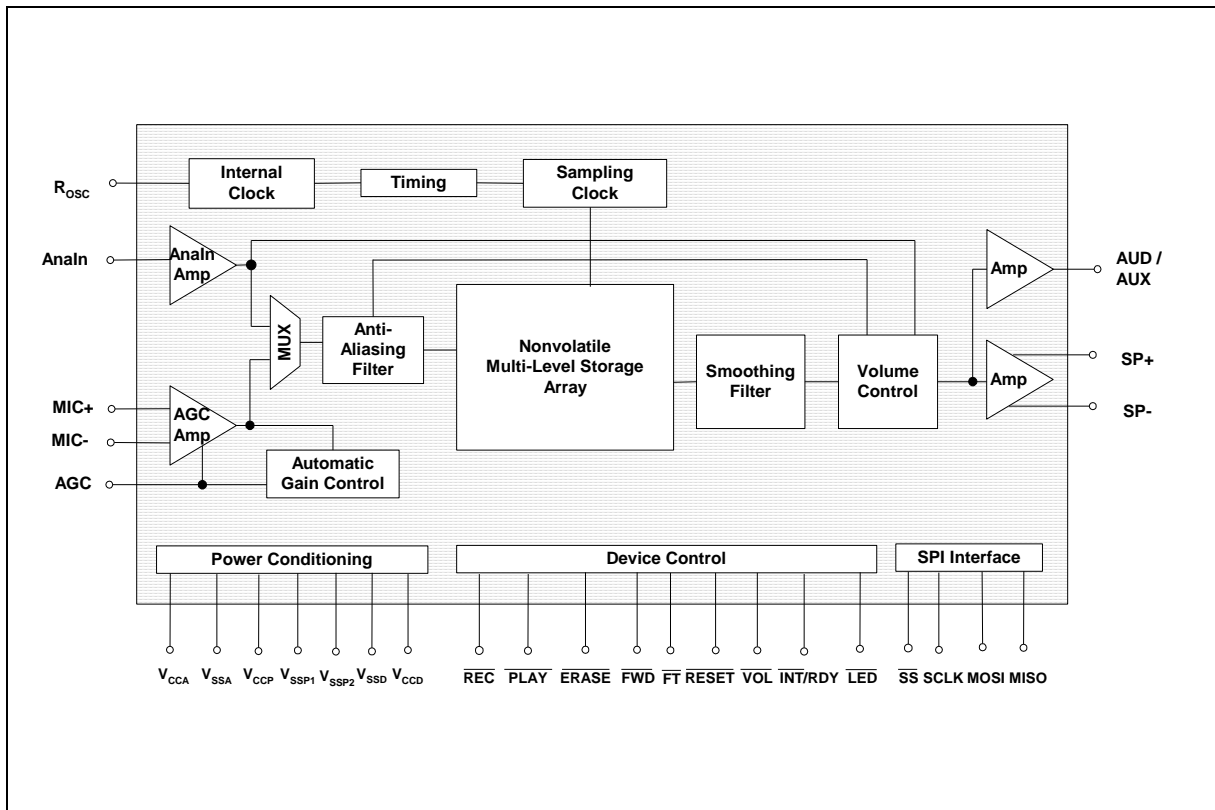 Internal
Clock
Timing
Sampling
Clock
ROSC
AnaIn
AnaIn
Amp
Amp
AUD /
AUX
MUX
Anti-
Aliasing
Filter
Nonvolatile
Multi-Level Storage
Array
Smoothing
Filter
Volume
Control
Amp
SP+
SP-
MIC+
MIC-
AGC
AGC
Amp
Automatic
Gain Control
Power Conditioning
Device Control
SPI Interface
VCCA VSSA VCCP VSSP1 VSSP2 VSSD VCCD REC PLAY ERASE FWD FT RESET VOL INT/RDY LED SS SCLK MOSI MISO